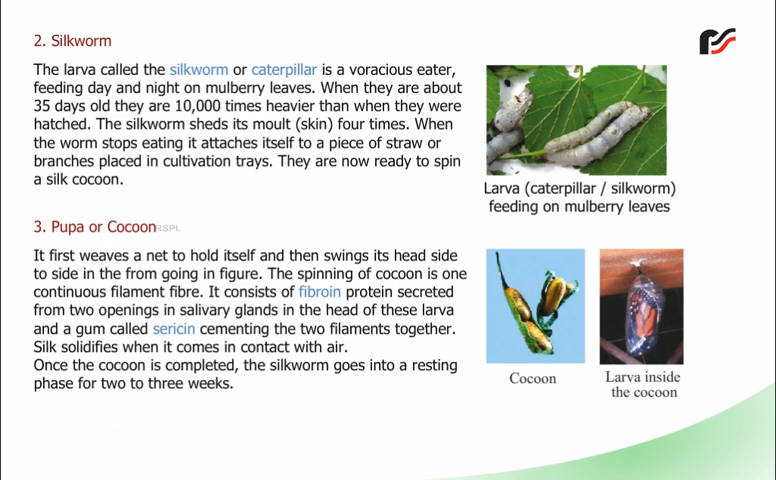 2. Silkworm
The larva called the silkworm or caterpillar is a voracious eater,
feeding day and night on mulberry leaves. When they are about
35 days old they are 10,000 times heavier than when they were
hatched. The silkworm sheds its moult (skin) four times. When
the worm stops eating it attaches itself to a piece of straw or
branches placed in cultivation trays. They are now ready to spin
a silk cocoon.
Larva (caterpillar / silkworm)
feeding on mulberry leaves
3. Pupa or Cocoon
RSPL
It first weaves a net to hold itself and then swings its head side
to side in the from going in figure. The spinning of cocoon is one
continuous filament fibre. It consists of fibroin protein secreted
from two openings in salivary glands in the head of these larva
and a gum called sericin cementing the two filaments together.
Silk solidifies when it comes in contact with air.
Once the cocoon is completed, the silkworm goes into a resting
phase for two to three weeks.
Cocoon
Larva inside
the cocoon